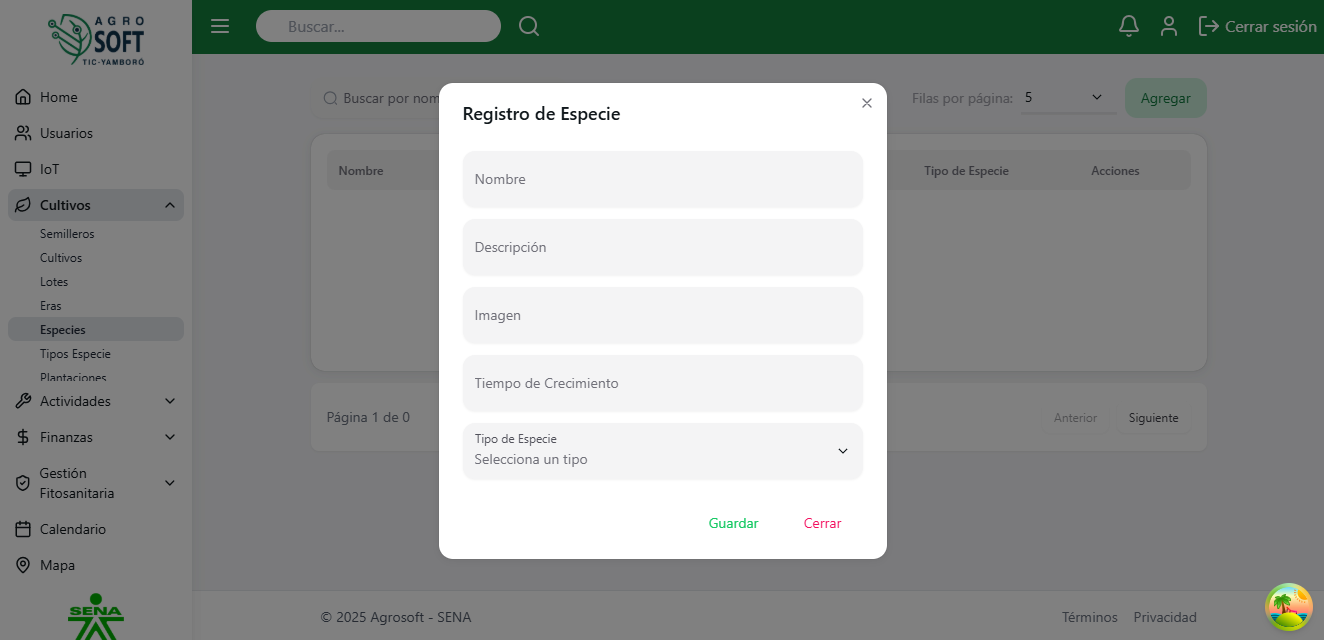 AGRO
SOFT
TIC-YAMBORÓ
Buscar...
Cerrar sesión
Home
Usuarios
IoT
Cultivos
Semilleros
Cultivos
Lotes
Eras
Especies
Tipos Especie
Plantaciones
Actividades
Finanzas
Gestión
Fitosanitaria
Calendario
Mapa
SENA
Buscar por nom
Filas por página: 5
Agregar
Nombre
Tipo de Especie
Acciones
Página 1 de 0
Anterior
Siguiente
Registro de Especie
Nombre
Descripción
Imagen
Tiempo de Crecimiento
Tipo de Especie
Selecciona un tipo
Guardar
Cerrar
© 2025 Agrosoft - SENA
Términos
Privacidad